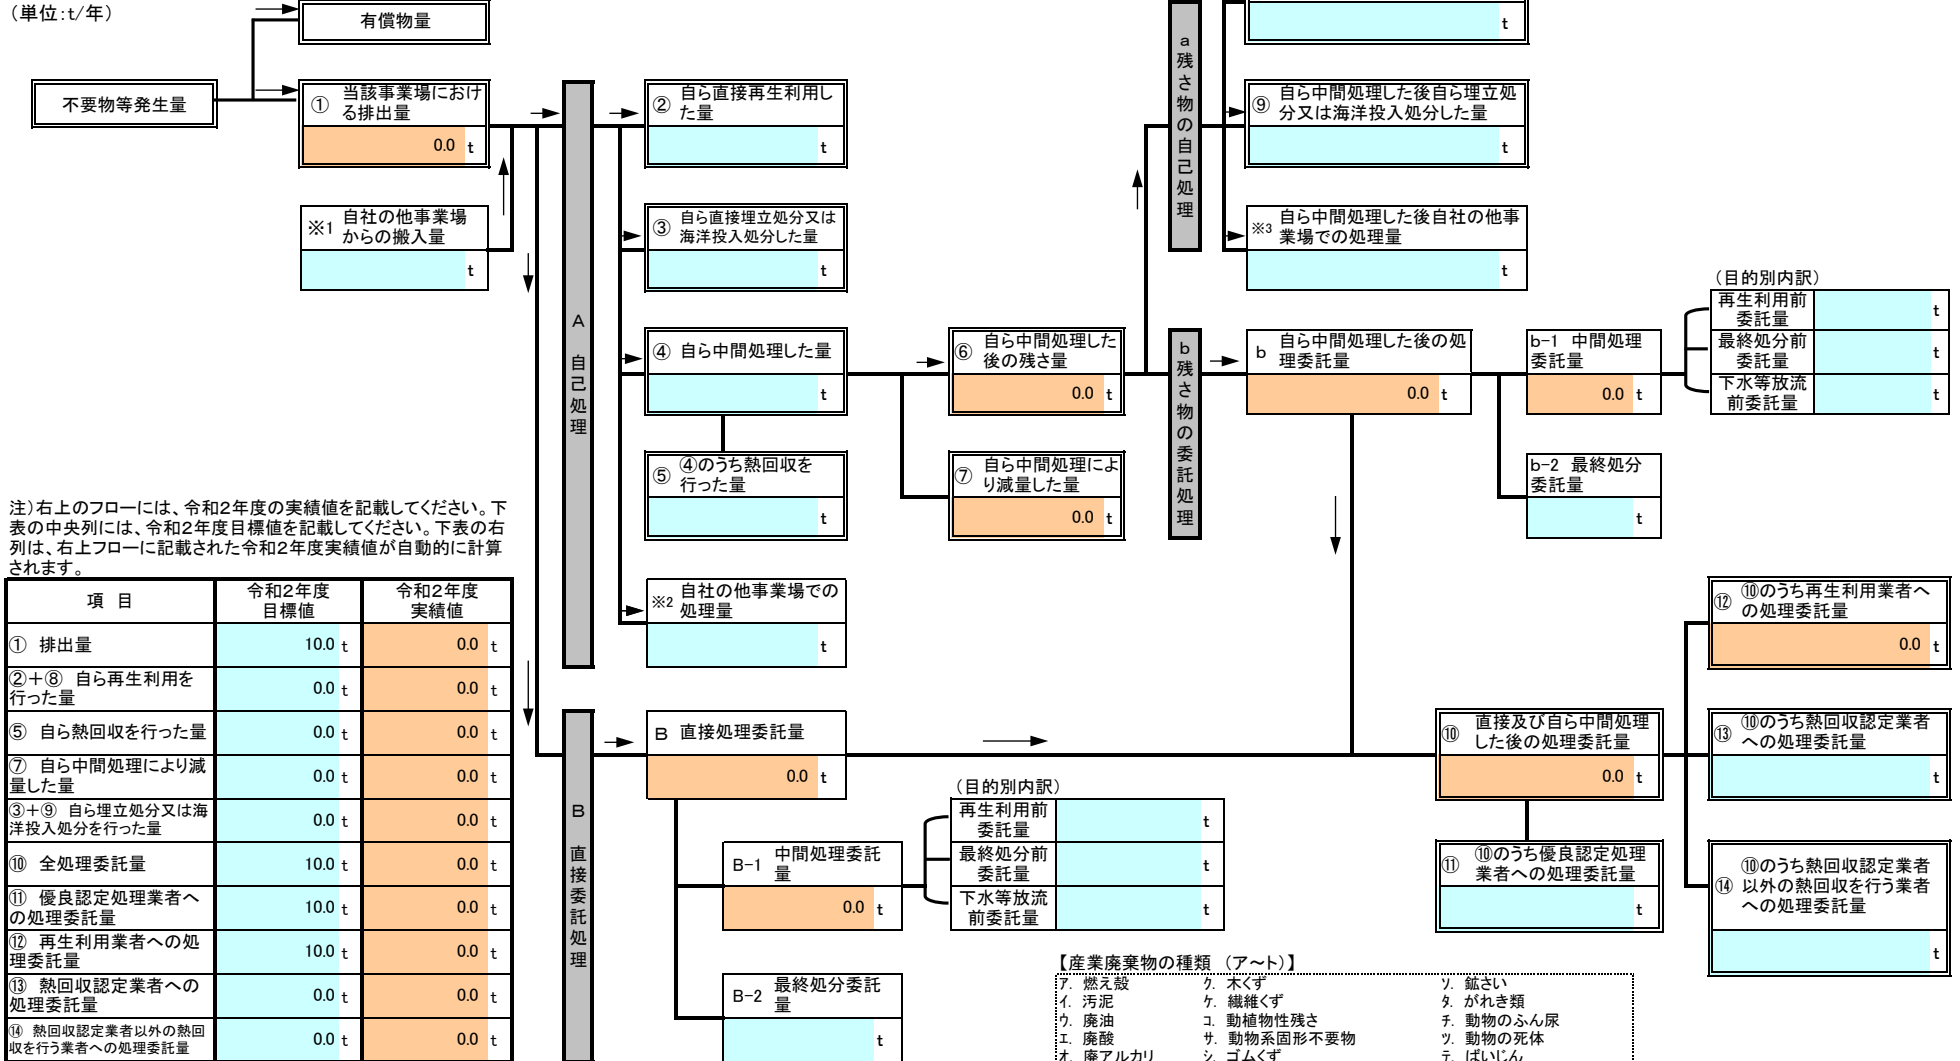 （単位：t/年）
有償物量
不要物等発生量
① 当該事業場におけ
る排出量
0.0 t
※1 自社の他事業場
からの搬入量
t
A 自己処理
② 自ら直接再生利用し
た量
t
③ 自ら直接埋立処分又は
海洋投入処分した量
t
④ 自ら中間処理した量
t
⑤ ④のうち熱回収を
行った量
t
※2 自社の他事業場での
処理量
t
⑥ 自ら中間処理した
後の残さ量
0.0 t
⑦ 自ら中間処理によ
り減量した量
0.0 t
a 残さ物の自己処理
t
⑨ 自ら中間処理した後自ら埋立処
分又は海洋投入処分した量
t
※3 自ら中間処理した後自社の他事
業場での処理量
t
b 残さ物の委託処理
b 自ら中間処理した後の処
理委託量
0.0 t
b-1 中間処理
委託量
0.0 t
b-2 最終処分
委託量
t
（目的別内訳）
再生利用前
委託量
t
最終処分前
委託量
t
下水等放流
前委託量
t
注）右上のフローには、令和2年度の実績値を記載してください。下
表の中央列には、令和2年度目標値を記載してください。下表の右
列は、右上フローに記載された令和2年度実績値が自動的に計算
されます。
項 目
令和2年度
目標値
令和2年度
実績値
① 排出量
10.0 t 0.0 t
②＋⑧ 自ら再生利用を
行った量
0.0 t 0.0 t
⑤ 自ら熱回収を行った量
0.0 t 0.0 t
⑦ 自ら中間処理により減
量した量
0.0 t 0.0 t
③＋⑨ 自ら埋立処分又は海
洋投入処分を行った量
0.0 t 0.0 t
⑩ 全処理委託量
10.0 t 0.0 t
⑪ 優良認定処理業者へ
の処理委託量
10.0 t 0.0 t
⑫ 再生利用業者への処
理委託量
10.0 t 0.0 t
⑬ 熱回収認定業者への
処理委託量
0.0 t 0.0 t
⑭ 熱回収認定業者以外の熱回
収を行う業者への処理委託量
0.0 t 0.0 t
B 直接委託処理
B 直接処理委託量
0.0 t
B-1 中間処理委託
量
0.0 t
B-2 最終処分委託
量
t
（目的別内訳）
再生利用前
委託量
t
最終処分前
委託量
t
下水等放流
前委託量
t
⑩ 直接及び自ら中間処理
した後の処理委託量
0.0 t
⑪ ⑩のうち優良認定処理
業者への処理委託量
t
⑫ ⑩のうち再生利用業者へ
の処理委託量
0.0 t
⑬ ⑩のうち熱回収認定業者
への処理委託量
t
⑭ ⑩のうち熱回収認定業者
以外の熱回収を行う業者
への処理委託量
t
【産業廃棄物の種類 （ア～ト）】
ア. 燃え殻 ク. 木くず ソ. 鉱さい
イ. 汚泥 ケ. 繊維くず タ. がれき類
ウ. 廃油 コ. 動植物性残さ チ. 動物のふん尿
エ. 廃酸 サ. 動物系固形不要物 ツ. 動物の死体
オ. 廃アルカリ シ. ゴムくず テ. ばいじん